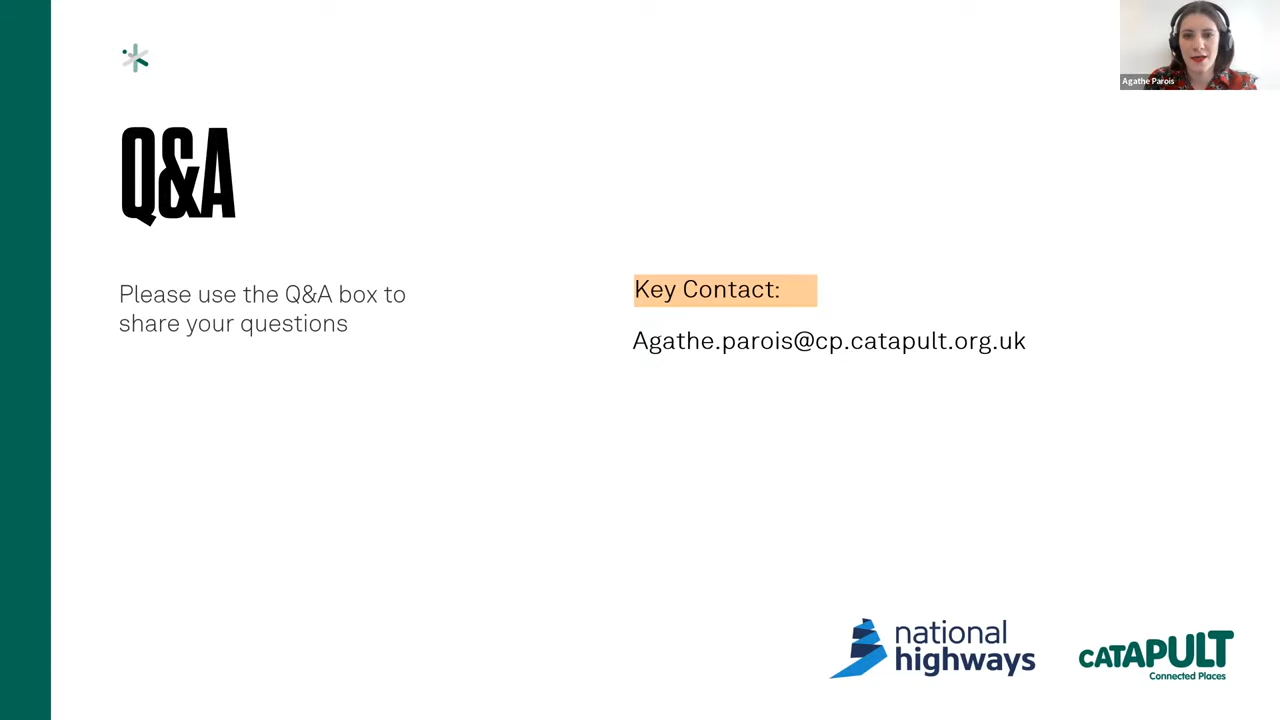 Agathe Parois
Q&A
Please use the Q&A box to
share your questions
Key Contact:
Agathe.parois@cp.catapult.org.uk
national
highways
CATAPULT
Connected Places